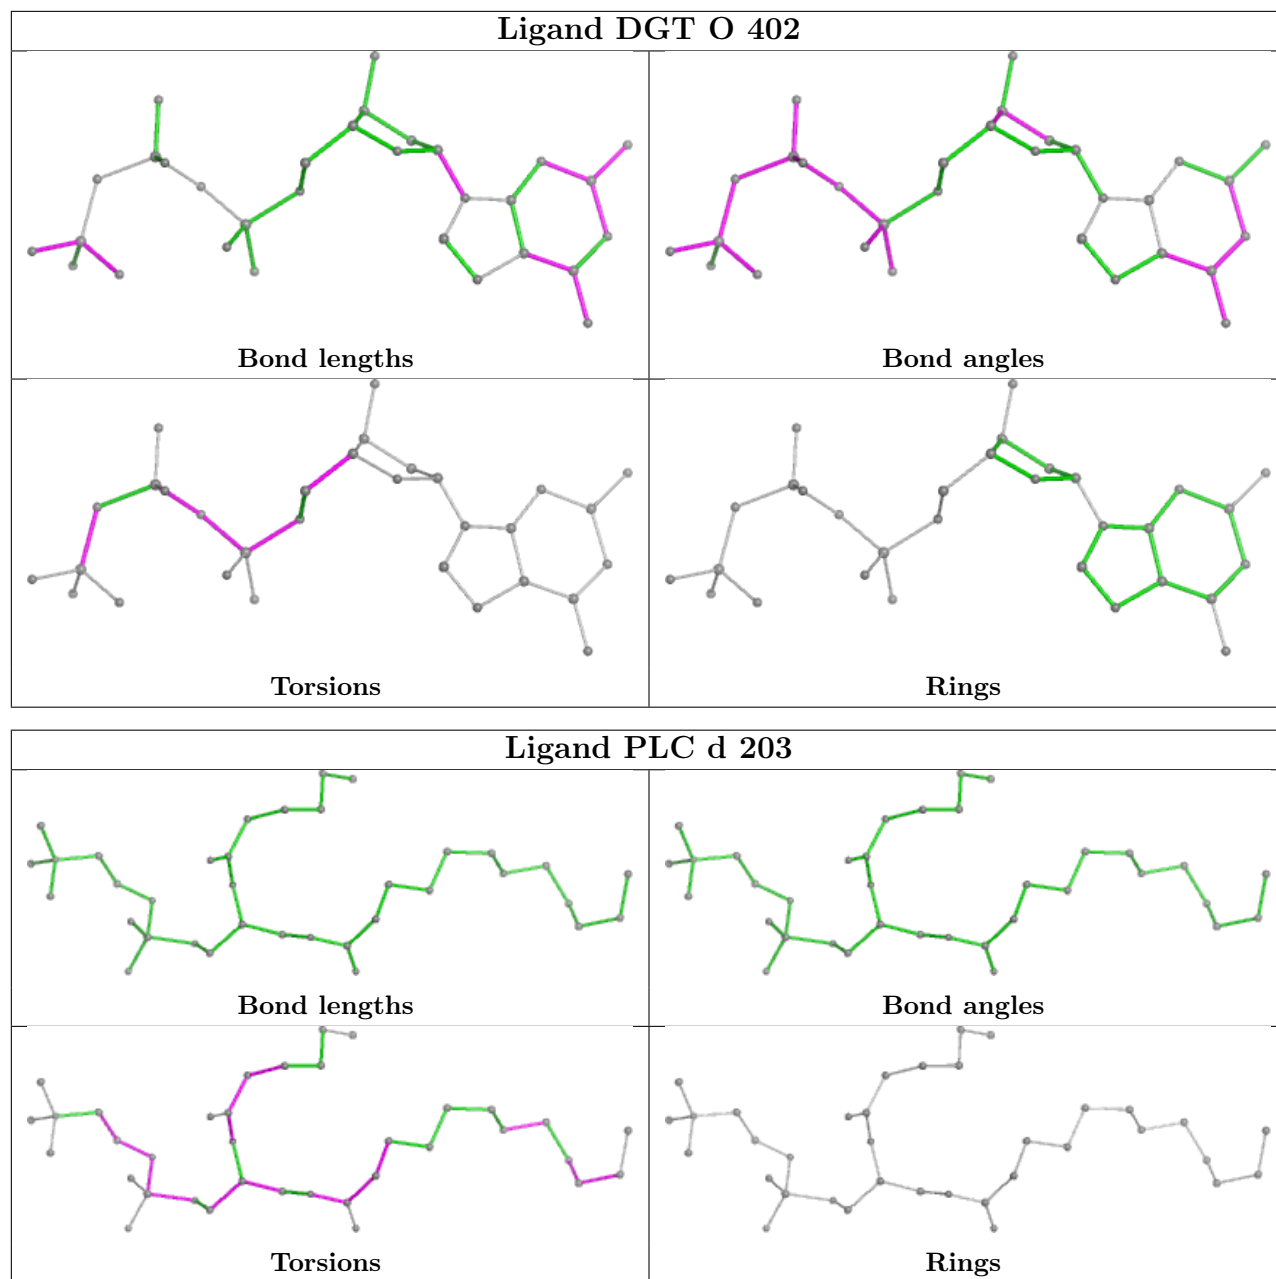 Ligand DGT O 402
Bond lengths
Bond angles
Torsions
Rings
Ligand PLC d 203
Bond lengths
Bond angles
Torsions
Rings